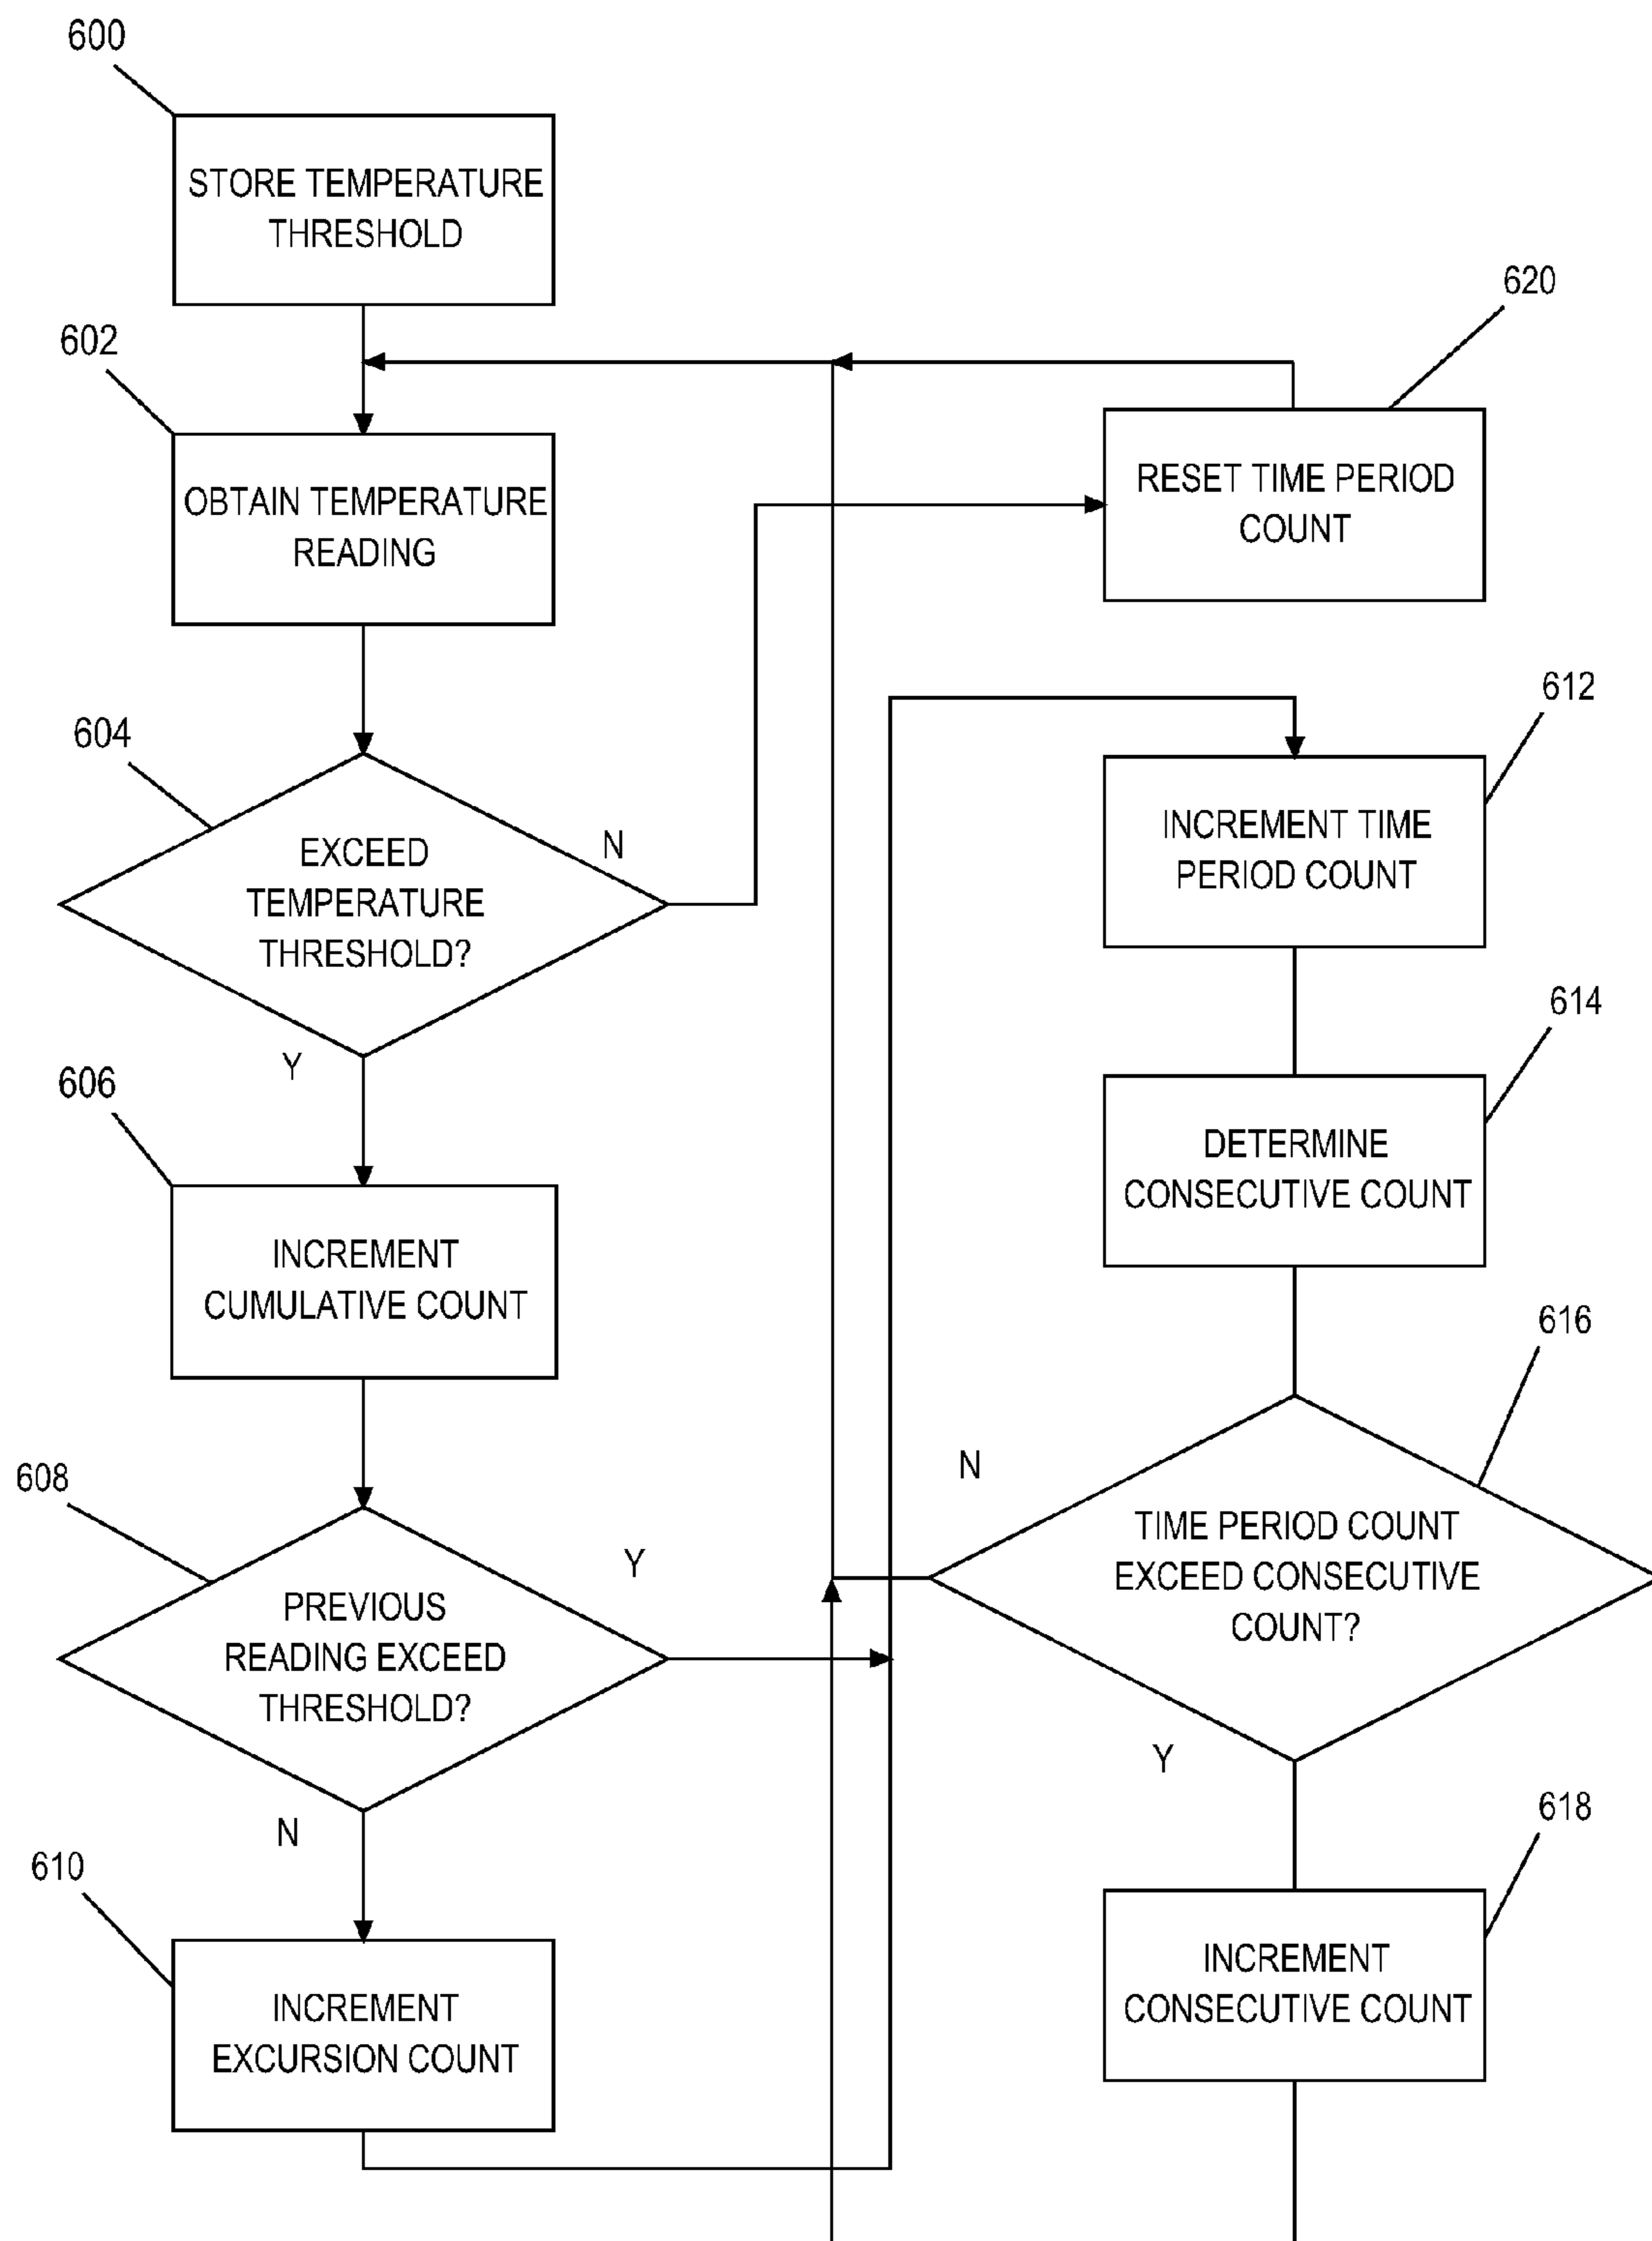 600
STORE TEMPERATURE
THRESHOLD
602
OBTAIN TEMPERATURE
READING
604
EXCEED
TEMPERATURE
THRESHOLD?
N
Y
606
INCREMENT
CUMULATIVE COUNT
608
PREVIOUS
READING EXCEED
THRESHOLD?
Y
N
610
INCREMENT
EXCURSION COUNT
620
RESET TIME PERIOD
COUNT
612
INCREMENT TIME
PERIOD COUNT
614
DETERMINE
CONSECUTIVE COUNT
616
N
TIME PERIOD COUNT
EXCEED CONSECUTIVE
COUNT?
Y
618
INCREMENT
CONSECUTIVE COUNT